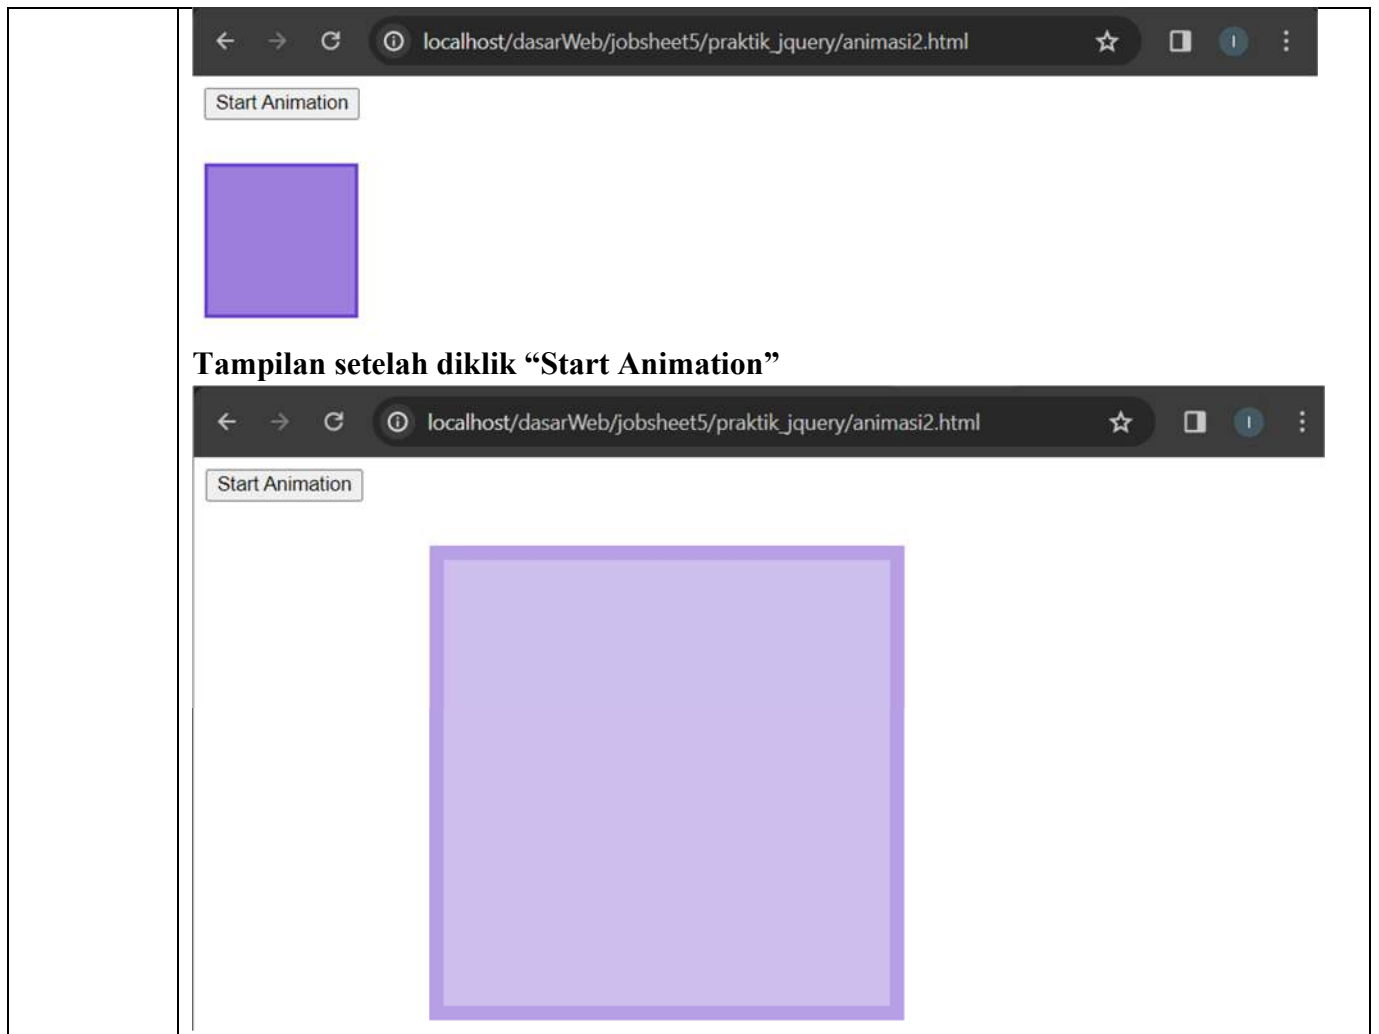 localhost/dasarWeb/jobsheet5/praktik_jquery/animasi2.html
I
Start Animation
Tampilan setelah diklik “Start Animation”
localhost/dasarWeb/jobsheet5/praktik_jquery/animasi2.html
I
Start Animation